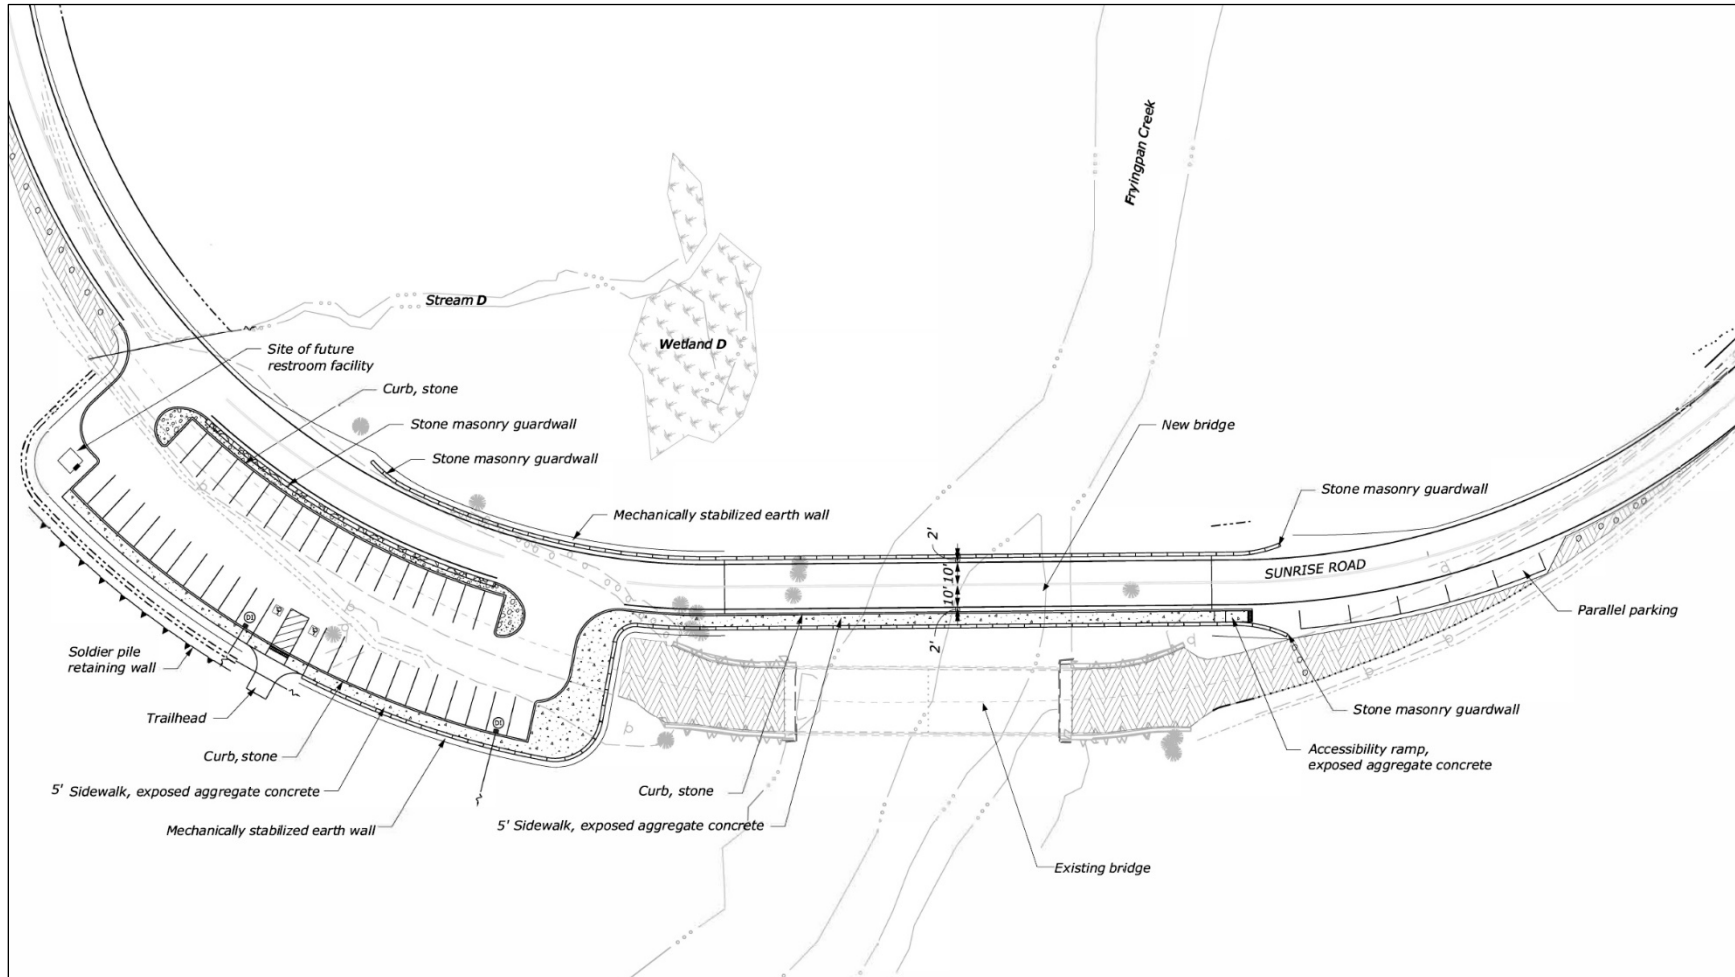 Fryingpan Creek
Stream D
Wetland D
Site of future
restroom facility
Curb, stone
Stone masonry guardwall
Stone masonry guardwall
New bridge
Stone masonry guardwall
Mechanically stabilized earth wall
2'
10'
10'
2'
SUNRISE ROAD
Parallel parking
Soldier pile
retaining wall
DI
Trailhead
DI
Stone masonry guardwall
Curb, stone
Accessibility ramp,
exposed aggregate concrete
5' Sidewalk, exposed aggregate concrete
Curb, stone
Mechanically stabilized earth wall
5' Sidewalk, exposed aggregate concrete
Existing bridge